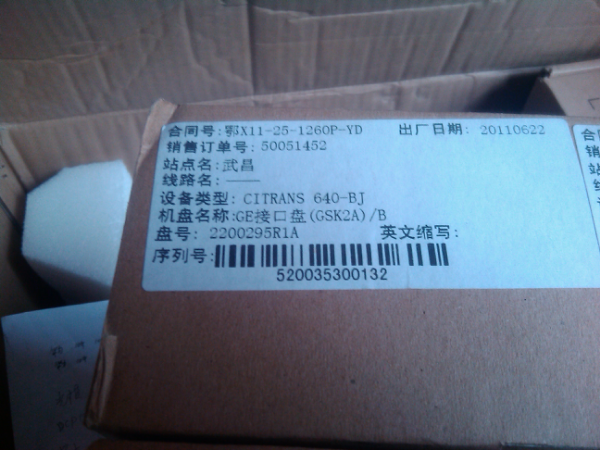 合同号:鄂X11-25-1260P-YD 出厂日期: 20110622
销售订单号: 50051452
站点名:武昌
线路名: ——
设备类型: CITRANS 640-BJ
机盘名称:GE接口盘(GSK2A)/B
盘号: 2200295R1A 英文缩写:
序列号:
520035300132